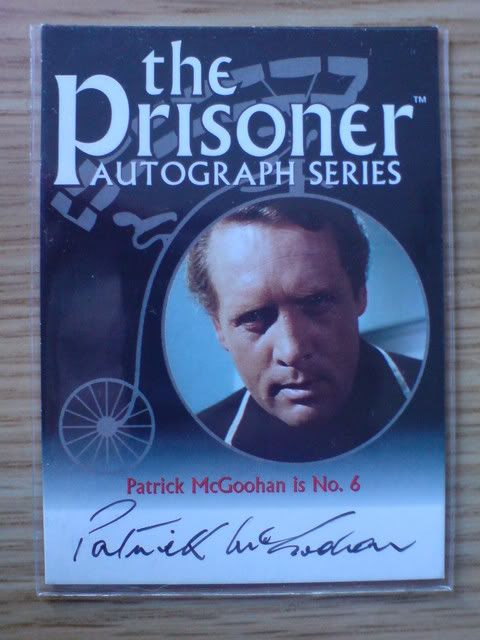 the
Prisoner™
AUTOGRAPH SERIES
Patrick McGoohan is No. 6
Patrick McGoohan